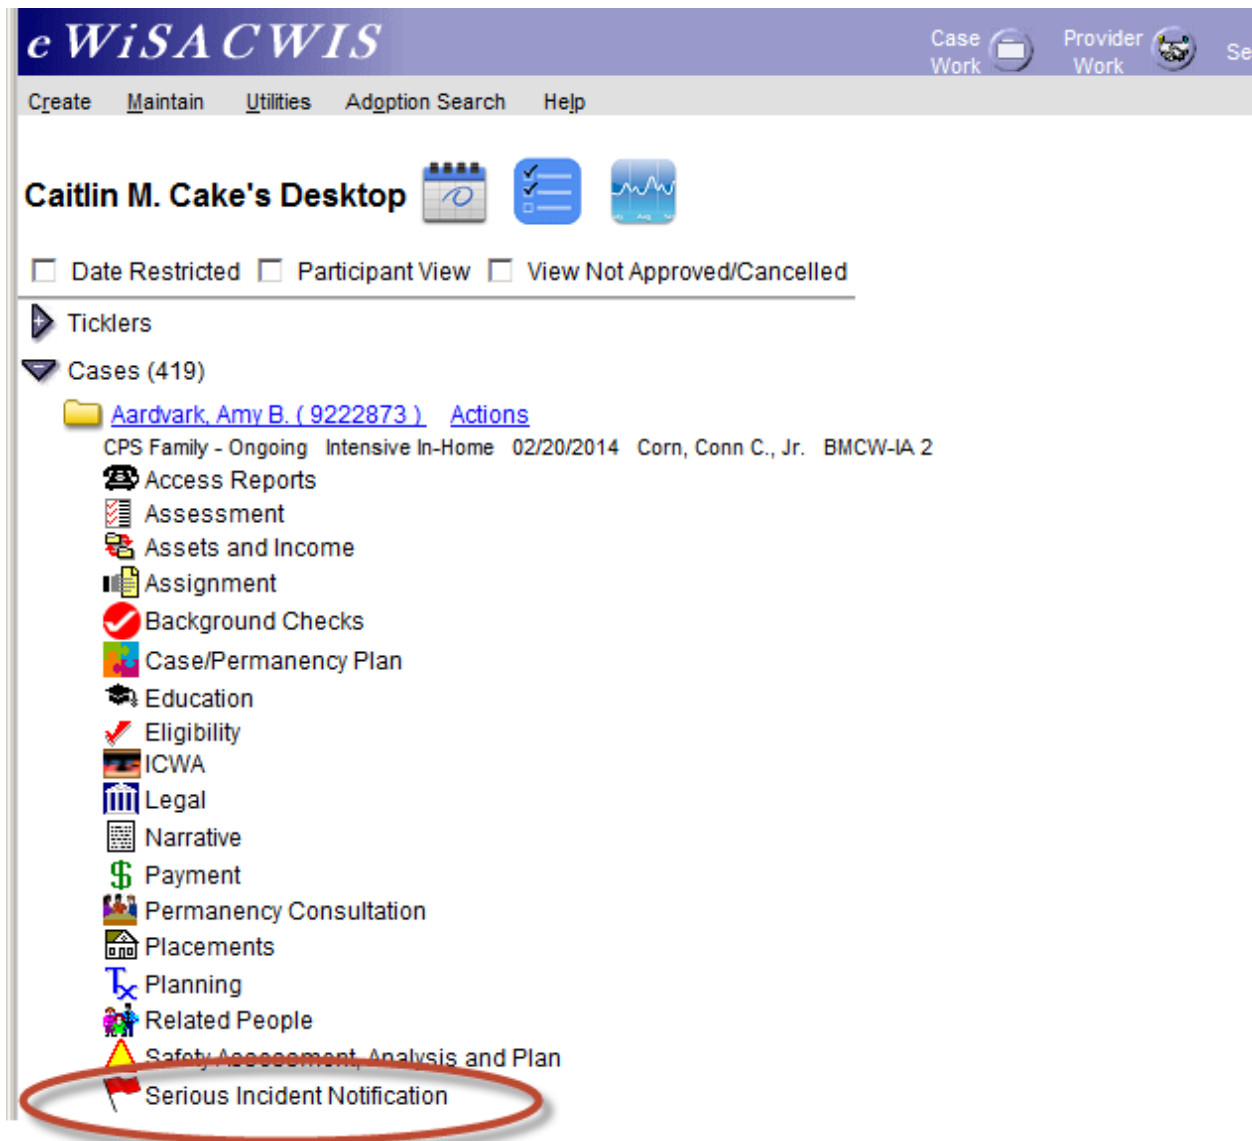 e WiSACWIS
Case Work
Provider Work
Se
Create Maintain Utilities Adoption Search Help
Caitlin M. Cake's Desktop
Date Restricted Participant View View Not Approved/Cancelled
Ticklers
Cases (419)
Aardvark, Amy B. ( 9222873 ) Actions
CPS Family - Ongoing Intensive In-Home 02/20/2014 Corn, Conn C., Jr. BMCW-IA 2
Access Reports
Assessment
Assets and Income
Assignment
Background Checks
Case/Permanency Plan
Education
Eligibility
ICWA
Legal
Narrative
Payment
Permanency Consultation
Placements
Planning
Related People
Safety Assessment, Analysis and Plan
Serious Incident Notification